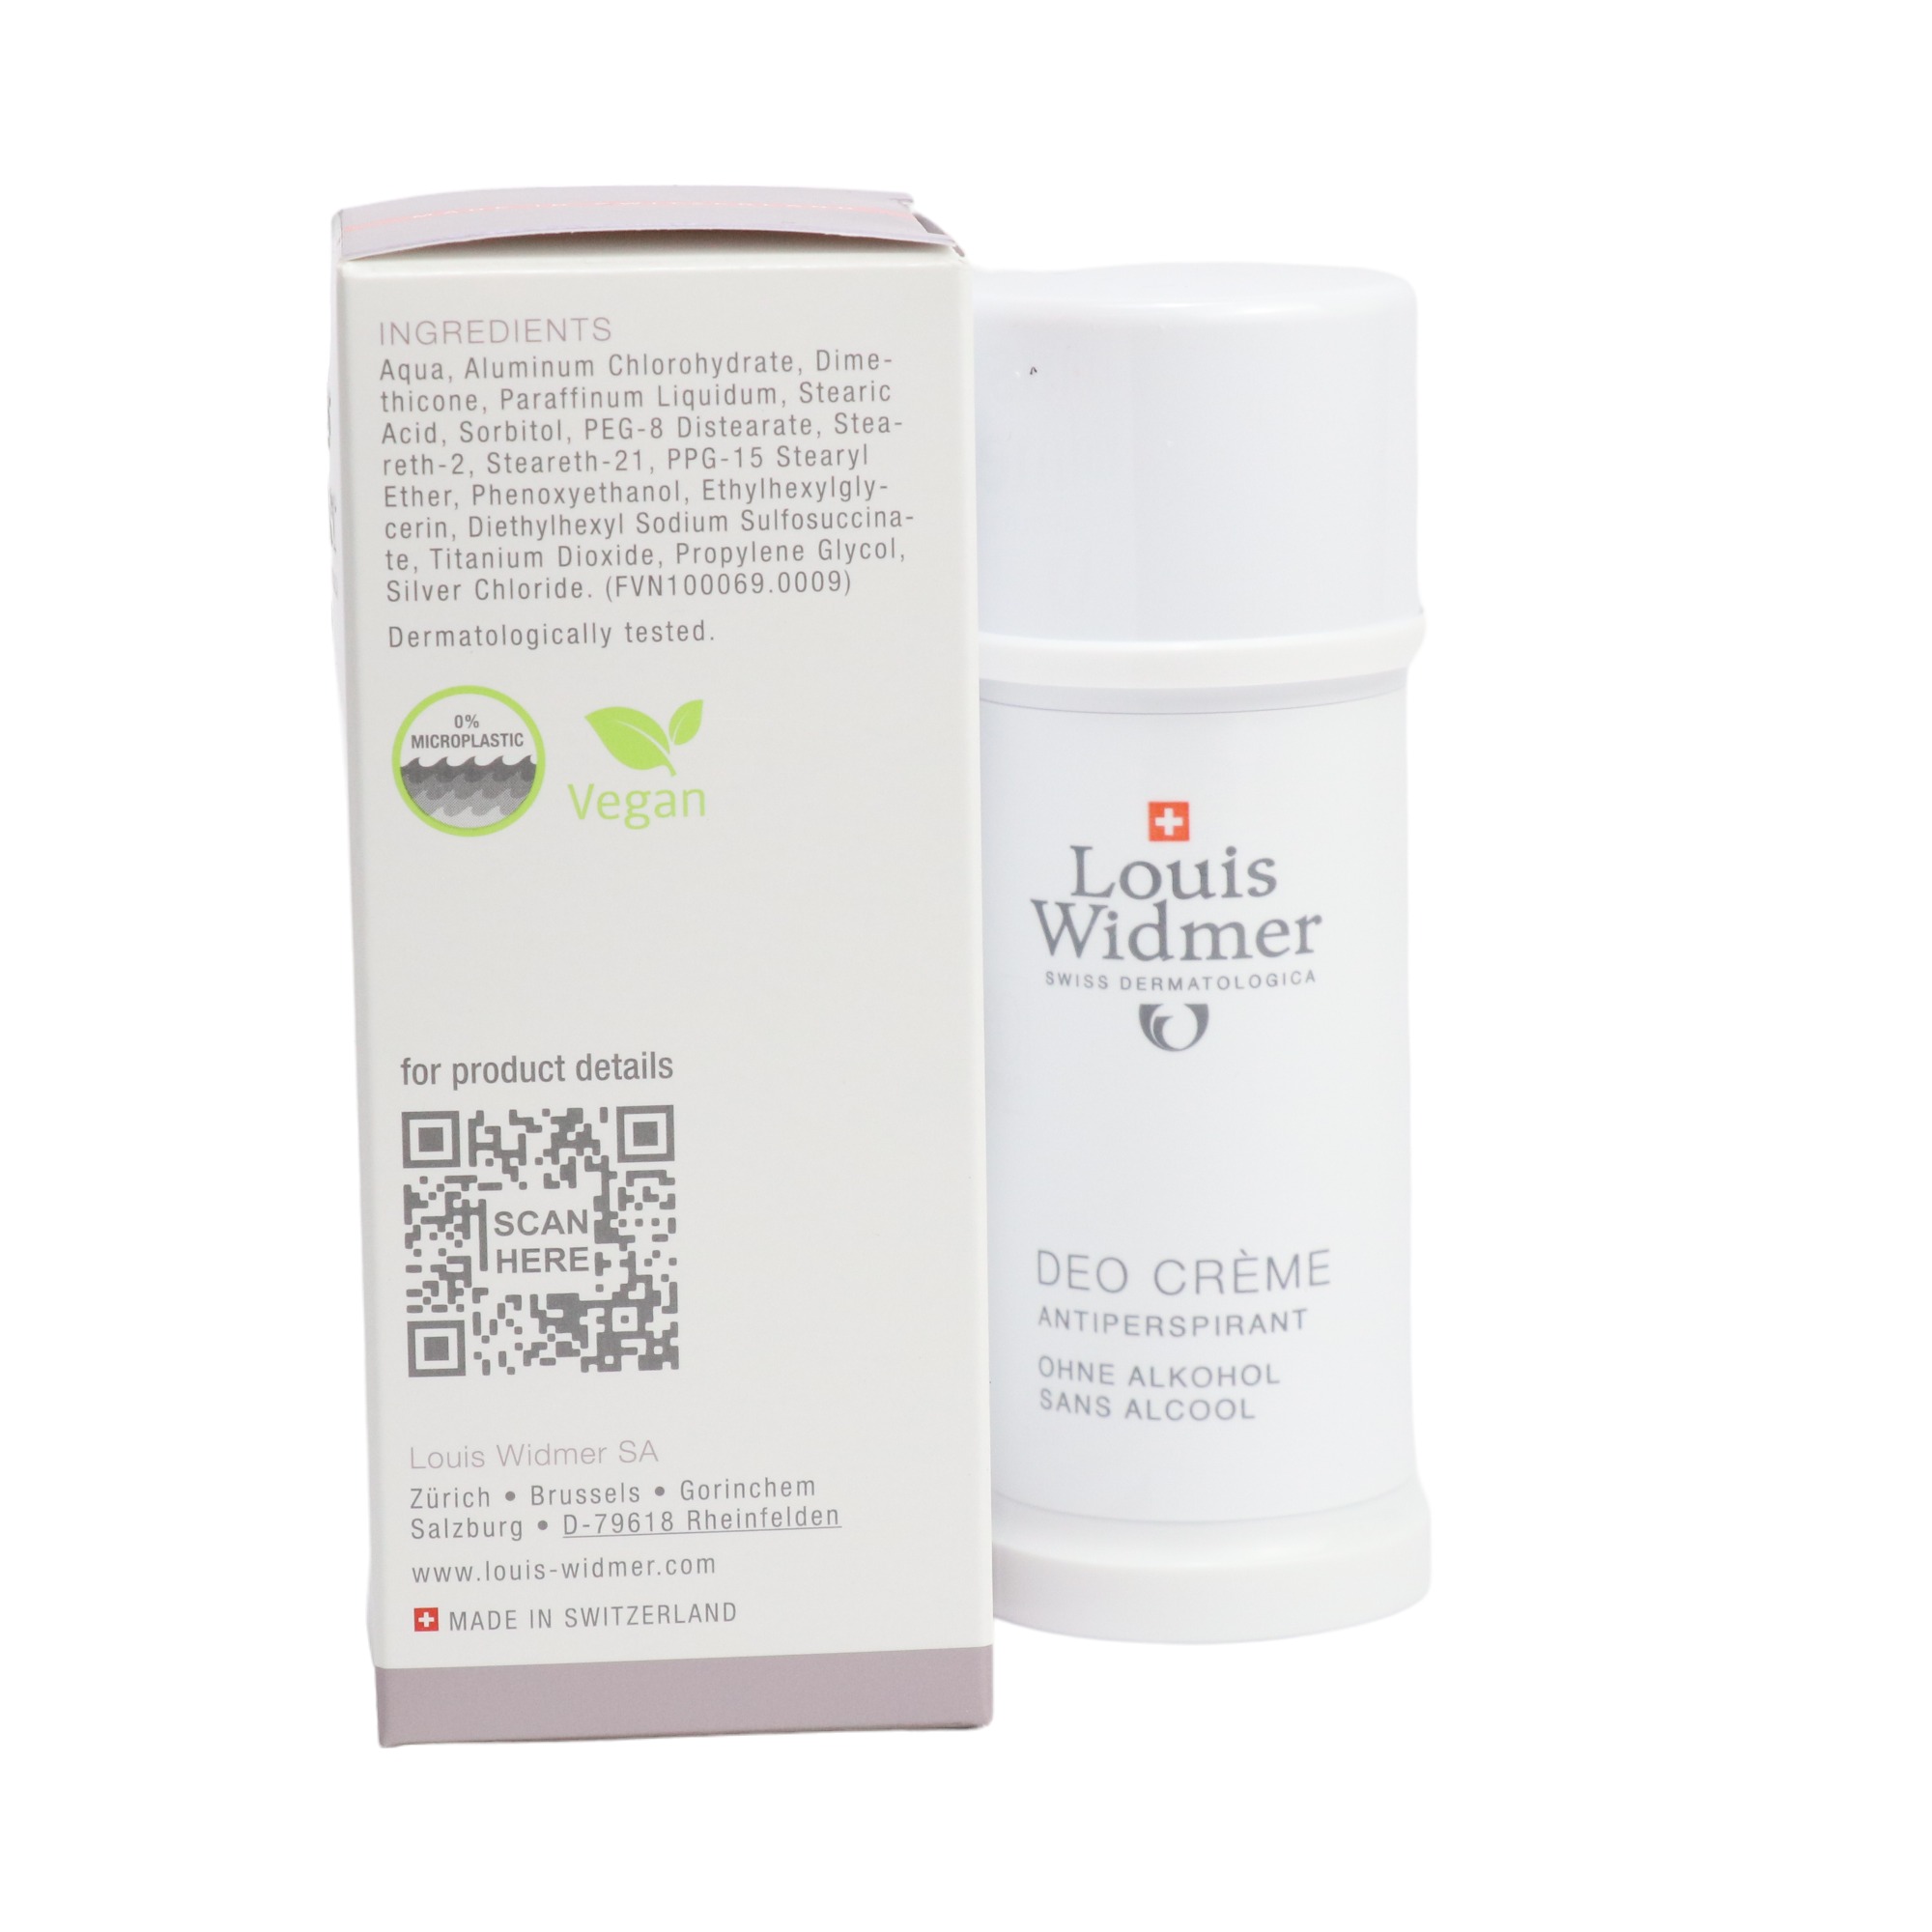 INGREDIENTS
Aqua, Aluminum Chlorohydrate, Dime-
thicone, Paraffinum Liquidum, Stearic
Acid, Sorbitol, PEG-8 Distearate, Stea-
reth-2, Steareth-21, PPG-15 Stearyl
Ether, Phenoxyethanol, Ethylhexylgly-
cerin, Diethylhexyl Sodium Sulfosuccina-
te, Titanium Dioxide, Propylene Glycol,
Silver Chloride. (FVN100069.0009)
Dermatologically tested.
0%
MICROPLASTIC
Vegan
for product details
SCAN
HERE
Louis Widmer SA
Zürich • Brussels • Gorinchem
Salzburg • D-79618 Rheinfelden
www.louis-widmer.com
MADE IN SWITZERLAND
Louis
Widmer
SWISS DERMATOLOGICA
DEO CRÈME
ANTIPERSPIRANT
OHNE ALKOHOL
SANS ALCOOL